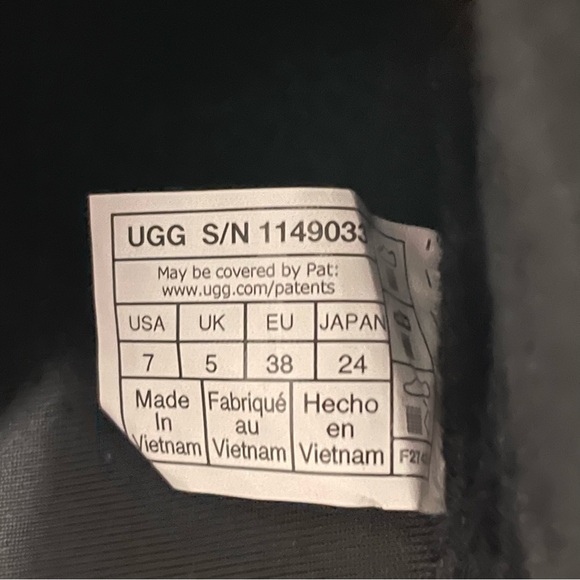 UGG S/N 1149033
May be covered by Pat:
www.ugg.com/patents
USA UK EU JAPAN
7 5 38 24
Made In Vietnam
Fabriqué au Vietnam
Hecho en Vietnam